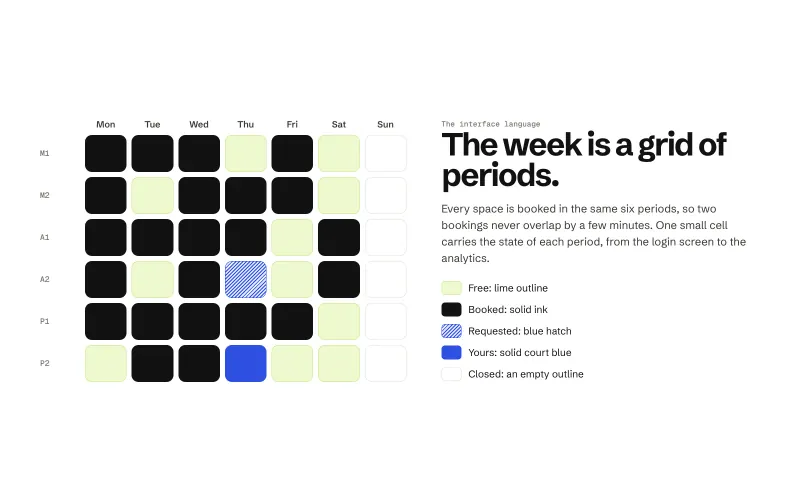 Mon Tue Wed Thu Fri Sat Sun
M1
M2
A1
A2
P1
P2
The interface language
The week is a grid of
periods.
Every space is booked in the same six periods, so two
bookings never overlap by a few minutes. One small cell
carries the state of each period, from the login screen to the
analytics.
Free: lime outline
Booked: solid ink
Requested: blue hatch
Yours: solid court blue
Closed: an empty outline